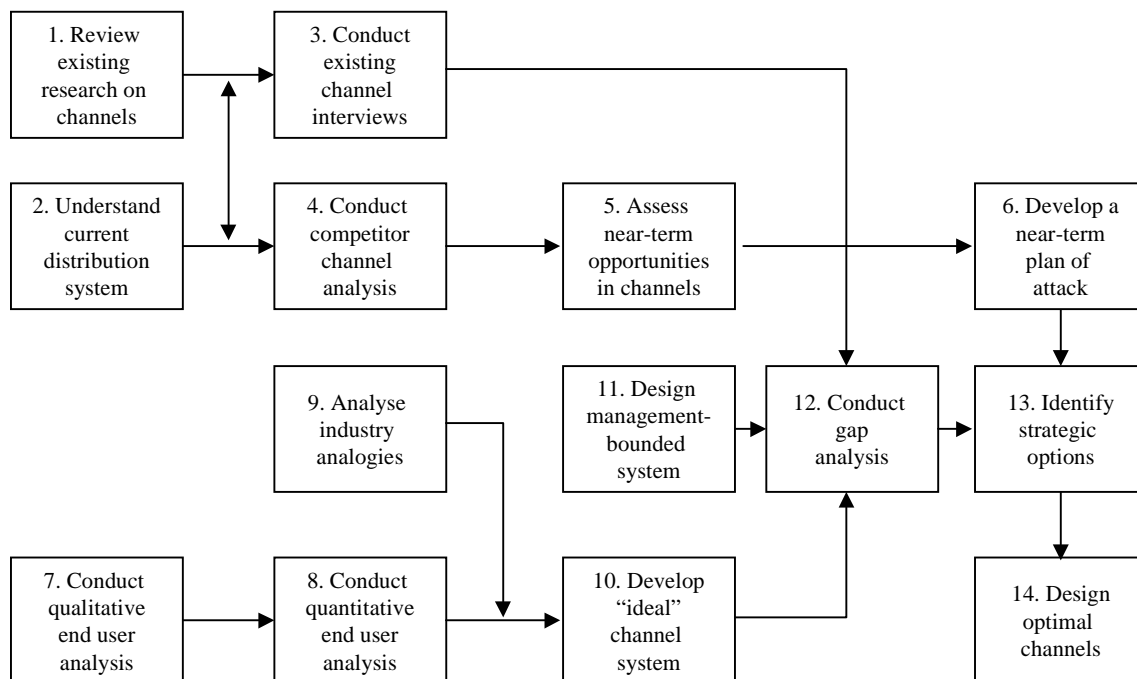 1. Review
existing
research on
channels
3. Conduct
existing
channel
interviews
2. Understand
current
distribution
system
4. Conduct
competitor
channel
analysis
5. Assess
near-term
opportunities
in channels
6. Develop a
near-term
plan of
attack
9. Analyse
industry
analogies
11. Design
management-
bounded
system
12. Conduct
gap
analysis
13. Identify
strategic
options
7. Conduct
qualitative
end user
analysis
8. Conduct
quantitative
end user
analysis
10. Develop
“ideal”
channel
system
14. Design
optimal
channels